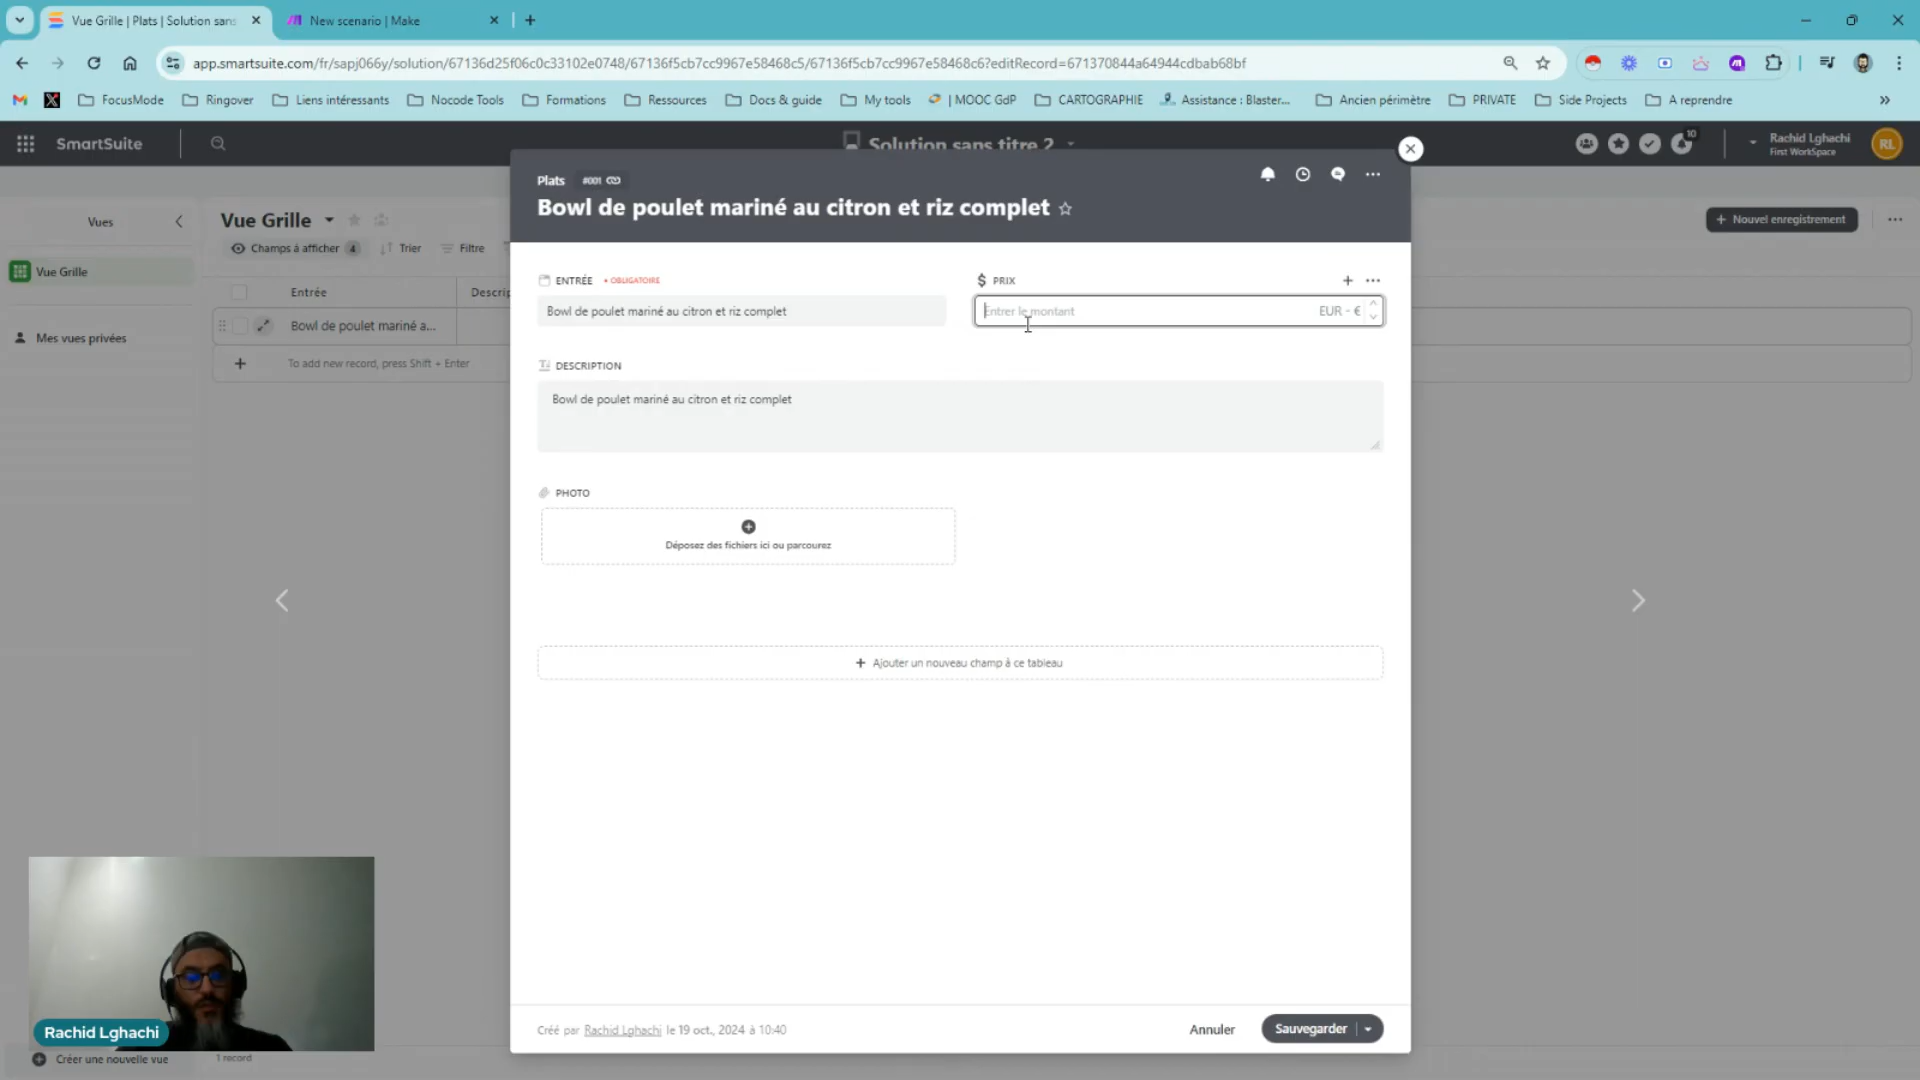 Vue Grille | Plats | Solution sans
New scenario | Make
app.smartsuite.com/fr/sapj066y/solution/67136d25f06c0c33102e0748/67136f5cb7cc9967e58468c5/67136f5cb7cc9967e58468c6?editRecord=671370844a64944cdbab68bf
FocusMode
Ringover
Liens intéressants
Nocode Tools
Formations
Ressources
Docs & guide
My tools
| MOOC GdP
CARTOGRAPHIE
Assistance : Blaster...
Ancien périmètre
PRIVATE
Side Projects
A reprendre
SmartSuite
Solution sans titre 2
10
Rachid Lghachi
First WorkSpace
RL
Vues
Vue Grille
Mes vues privées
Vue Grille
Champs à afficher 4
Trier
Filtre
Nouvel enregistrement
Entrée
Descrip
Bowl de poulet mariné a...
To add new record, press Shift + Enter
Plats #001
Bowl de poulet mariné au citron et riz complet
ENTRÉE • OBLIGATOIRE
Bowl de poulet mariné au citron et riz complet
$ PRIX
Entrer le montant
EUR - €
DESCRIPTION
Bowl de poulet mariné au citron et riz complet
PHOTO
Déposez des fichiers ici ou parcourez
+ Ajouter un nouveau champ à ce tableau
Créé par Rachid Lghachi le 19 oct., 2024 à 10:40
Annuler
Sauvegarder
Rachid Lghachi
Créer une nouvelle vue
1 record